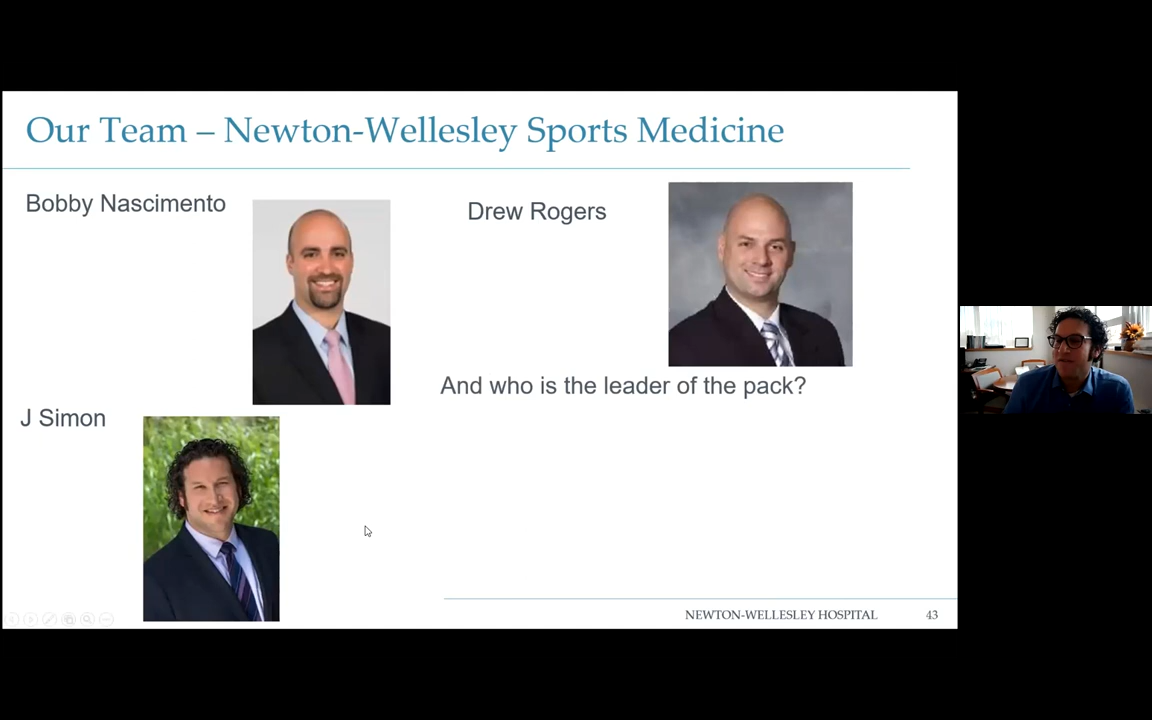 Our Team – Newton-Wellesley Sports Medicine
Bobby Nascimento
Drew Rogers
And who is the leader of the pack?
J Simon
NEWTON-WELLESLEY HOSPITAL 43